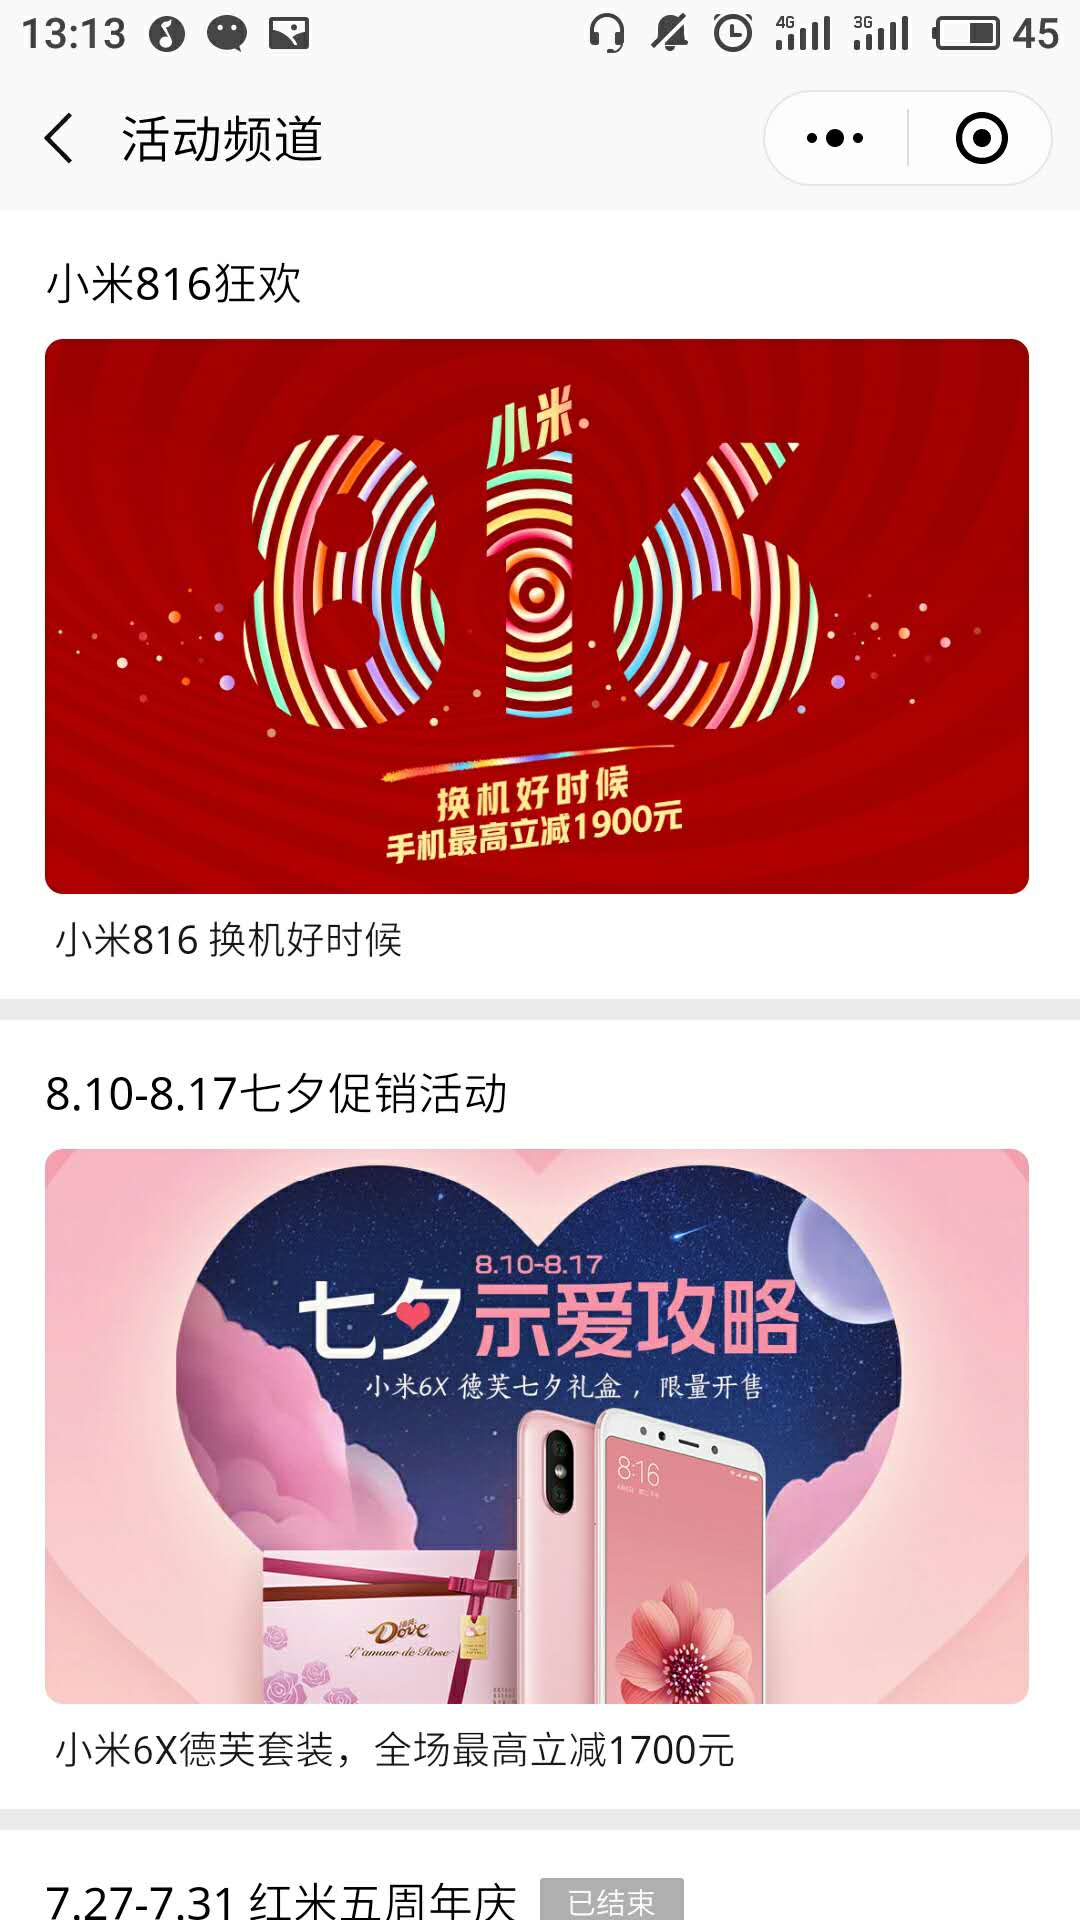 13:13 4G 3G 45
活动频道
小米816狂欢
小米
816
换机好时候
手机最高立减1900元
小米816 换机好时候
8.10-8.17七夕促销活动
8.10-8.17
七夕示爱攻略
小米6X 德芙七夕礼盒，限量开售
8:16
德芙
Dove
L'amour de Rose
小米6X德芙套装，全场最高立减1700元
7.27-7.31 红米五周年庆 已结束